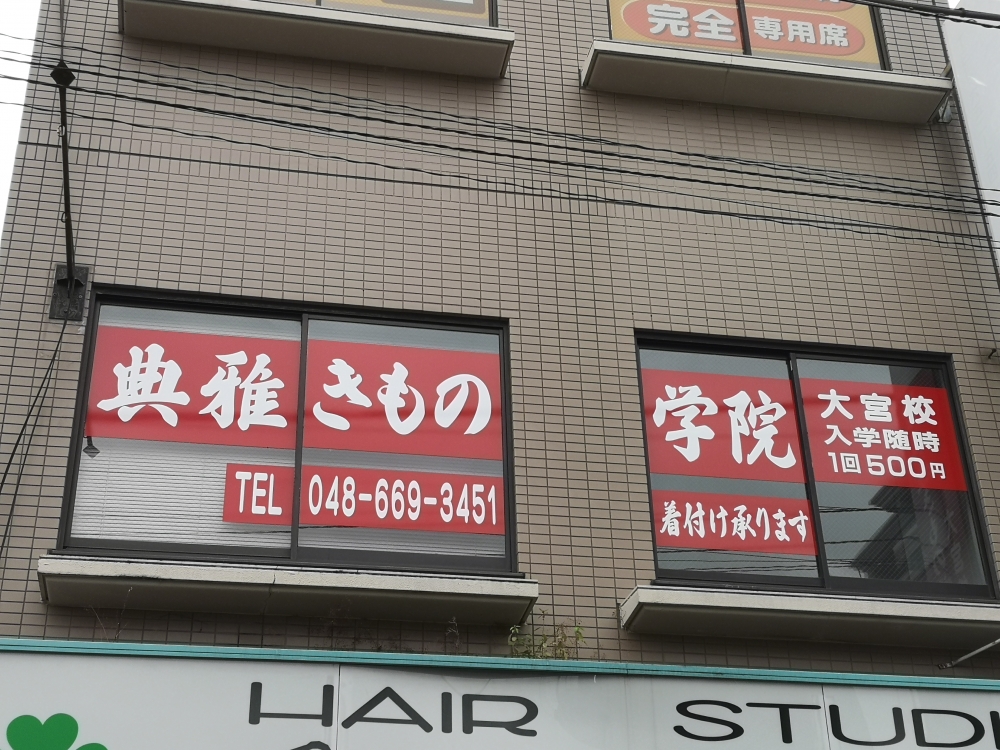 完全 専用席
典雅 きもの 学院
大宮校
入学随時
1回500円
TEL 048-669-3451
着付け承ります
HAIR STUDI